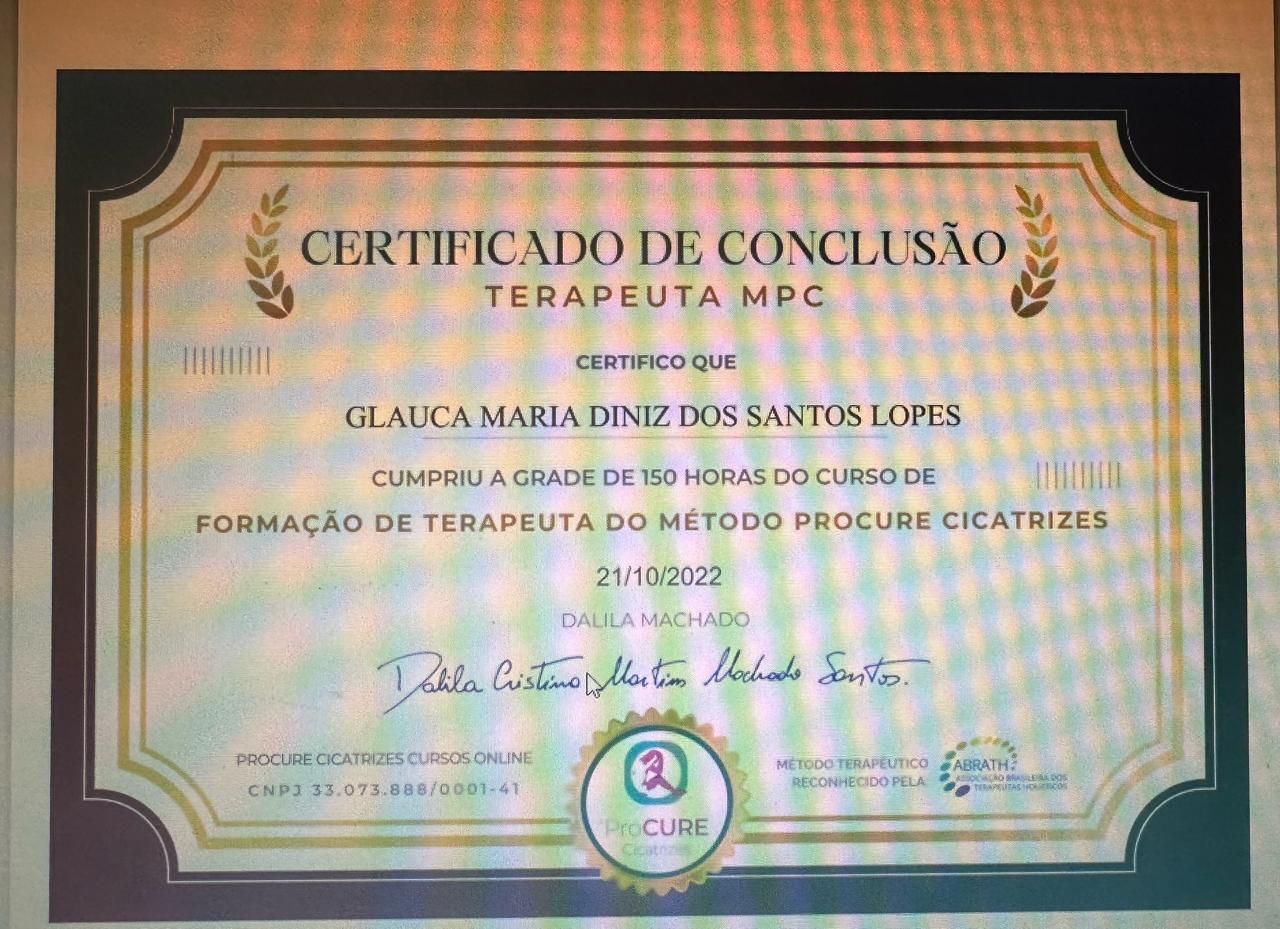 CERTIFICADO DE CONCLUSÃO
TERAPEUTA MPC
CERTIFICO QUE
GLAUCA MARIA DINIZ DOS SANTOS LOPES
CUMPRIU A GRADE DE 150 HORAS DO CURSO DE
FORMAÇÃO DE TERAPEUTA DO MÉTODO PROCURE CICATRIZES
21/10/2022
DALILA MACHADO
Dalila Cristina Martins Machado Santos.
PROCURE CICATRIZES CURSOS ONLINE
CNPJ 33.073.888/0001-41
ProCURE
Cicatrizes
MÉTODO TERAPÊUTICO
RECONHECIDO PELA
ABRATH
ASSOCIAÇÃO BRASILEIRA DOS
TERAPEUTAS HOLÍSTICOS